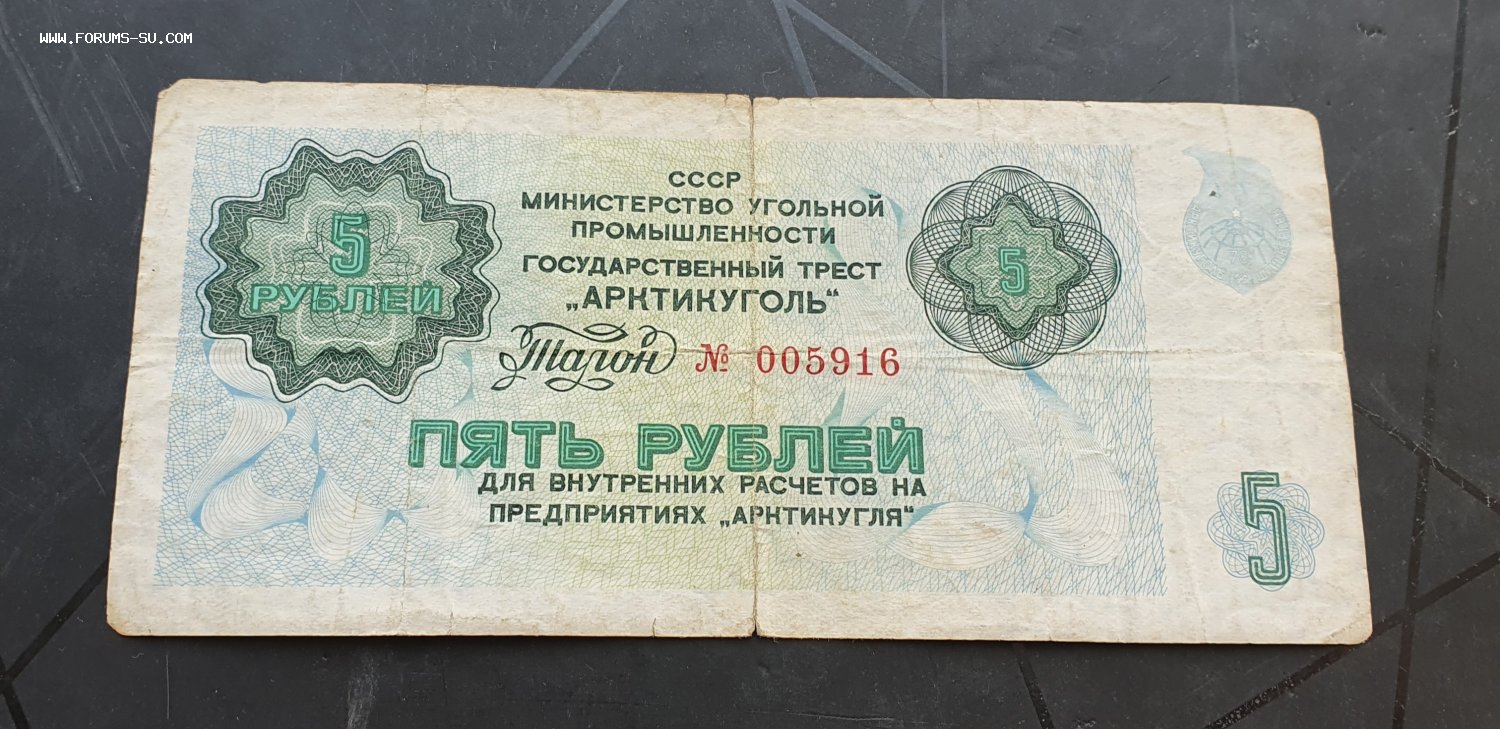 WWW.FORUMS-SU.COM
СССР
МИНИСТЕРСТВО УГОЛЬНОЙ
ПРОМЫШЛЕННОСТИ
ГОСУДАРСТВЕННЫЙ ТРЕСТ
„АРКТИКУГОЛЬ“
5
РУБЛЕЙ
5
Талон № 005916
ПЯТЬ РУБЛЕЙ
ДЛЯ ВНУТРЕННИХ РАСЧЕТОВ НА
ПРЕДПРИЯТИЯХ „АРКТИКУГЛЯ“
5